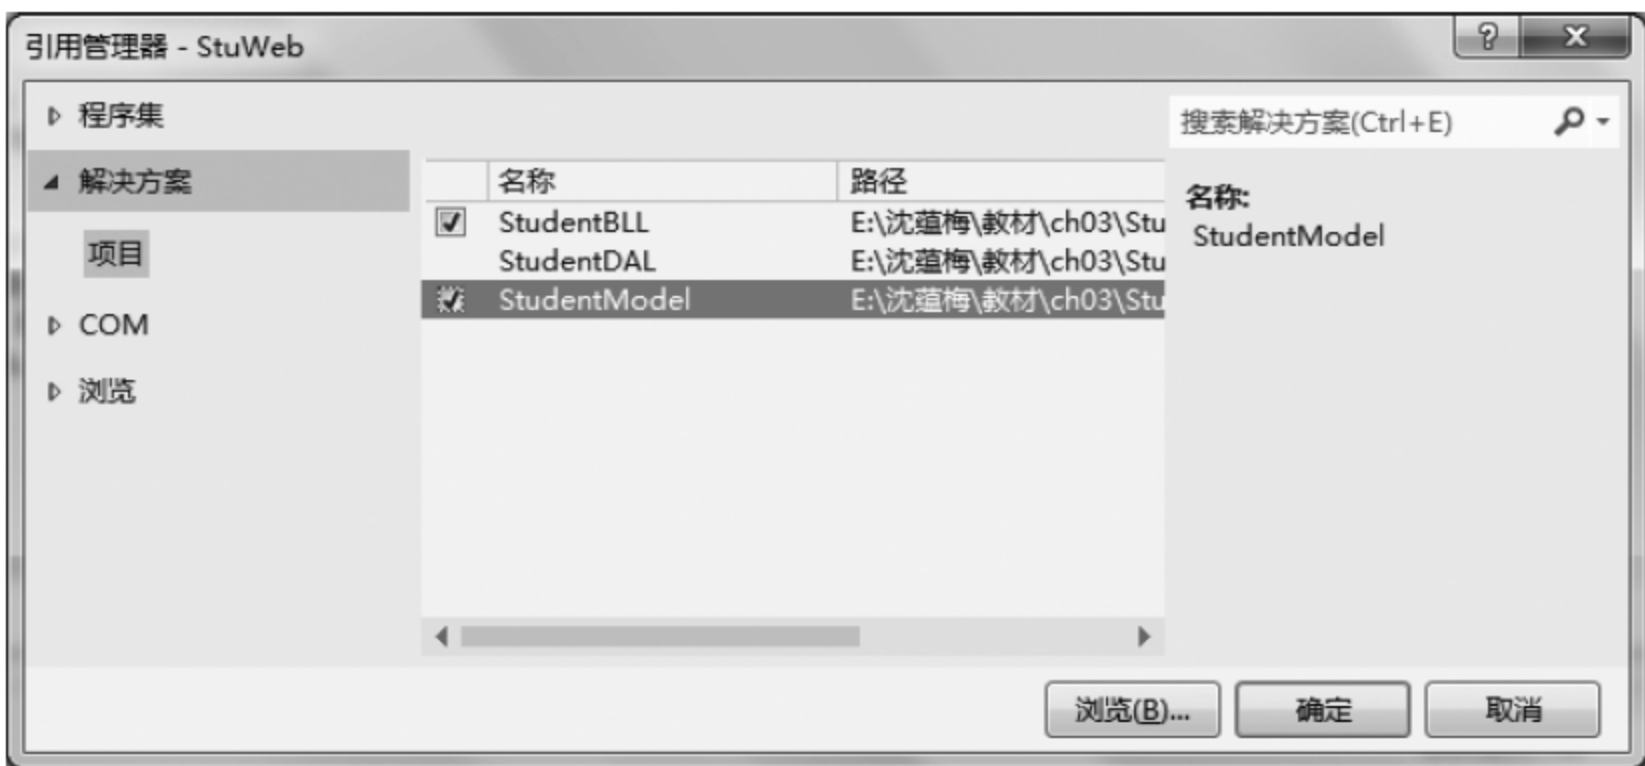 引用管理器 - StuWeb
程序集
解决方案
项目
COM
浏览
名称 路径
StudentBLL E:\沈蕴梅\教材\ch03\Stu
StudentDAL E:\沈蕴梅\教材\ch03\Stu
StudentModel E:\沈蕴梅\教材\ch03\Stu
搜索解决方案(Ctrl+E)
名称:
StudentModel
浏览(B)... 确定 取消